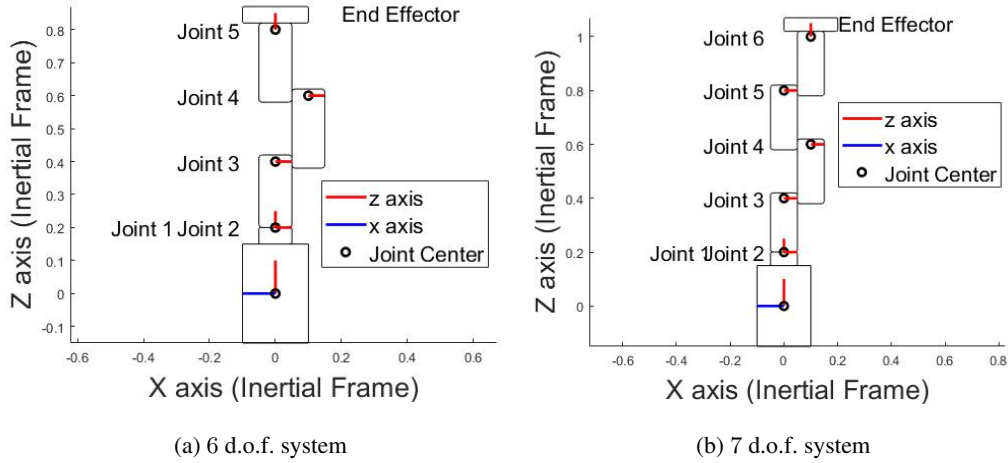 End Effector
Joint 5
Joint 4
Joint 3
Joint 1 Joint 2
z axis
x axis
Joint Center
Z axis (Inertial Frame)
0.8
0.7
0.6
0.5
0.4
0.3
0.2
0.1
0
-0.1
-0.6
-0.4
-0.2
0
0.2
0.4
0.6
X axis (Inertial Frame)
(a) 6 d.o.f. system
End Effector
Joint 6
Joint 5
Joint 4
Joint 3
Joint 1 Joint 2
z axis
x axis
Joint Center
Z axis (Inertial Frame)
1
0.8
0.6
0.4
0.2
0
-0.6
-0.4
-0.2
0
0.2
0.4
0.6
0.8
X axis (Inertial Frame)
(b) 7 d.o.f. system